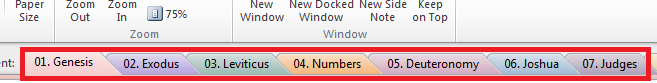 Paper Size
Zoom Out
Zoom In
75%
New Window
New Docked Window
New Side Note
Keep on Top
Zoom
Window
ent:
01. Genesis
02. Exodus
03. Leviticus
04. Numbers
05. Deuteronomy
06. Joshua
07. Judges